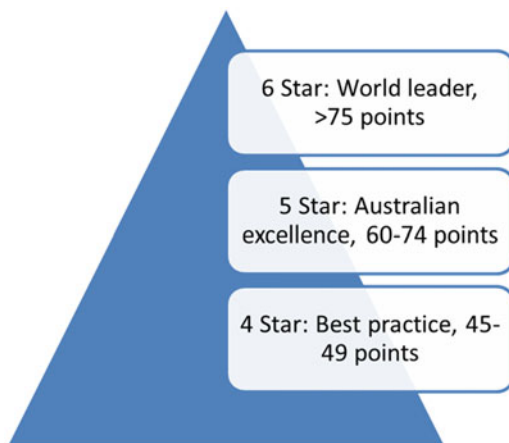 6 Star: World leader,
>75 points
5 Star: Australian
excellence, 60-74 points
4 Star: Best practice, 45-
49 points